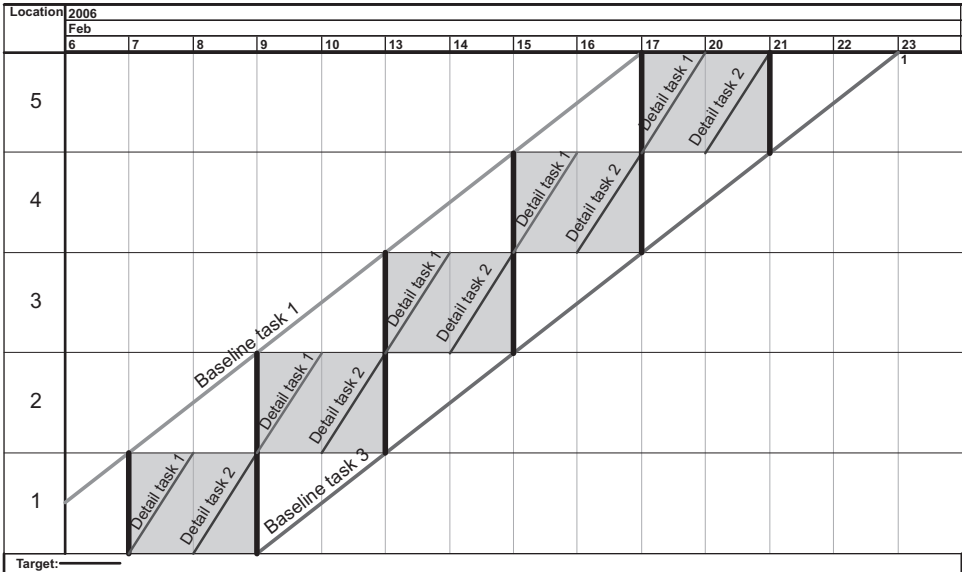 Location 2006
Feb
6 7 8 9 10 13 14 15 16 17 20 21 22 23
1
5
Detail task 1
Detail task 2
4
Detail task 1
Detail task 2
3
Detail task 1
Detail task 2
Baseline task 1
2
Detail task 1
Detail task 2
1
Detail task 1
Detail task 2
Baseline task 3
Target: